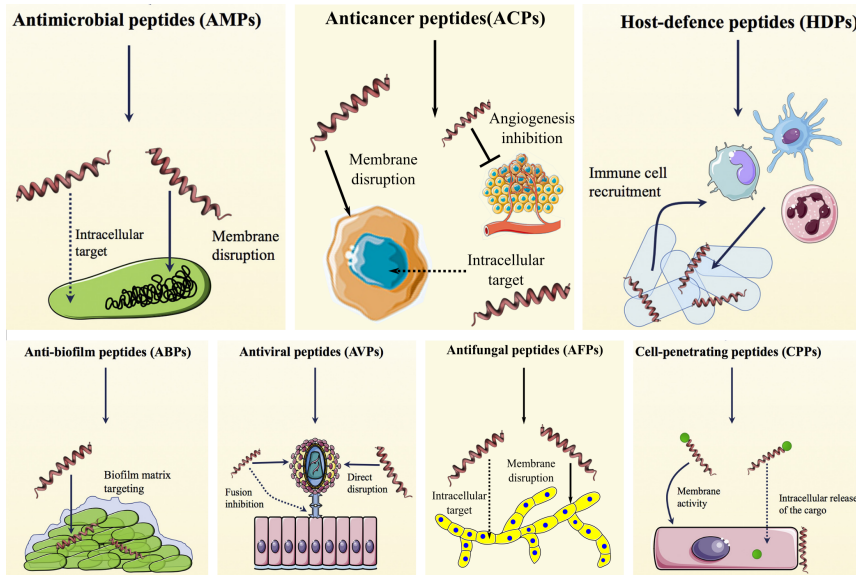 Antimicrobial peptides (AMPs)
Intracellular
target
Membrane
disruption
Anticancer peptides(ACPs)
Angiogenesis
inhibition
Membrane
disruption
Intracellular
target
Host-defence peptides (HDPs)
Immune cell
recruitment
Anti-biofilm peptides (ABPs)
Biofilm matrix
targeting
Antiviral peptides (AVPs)
Fusion
inhibition
Direct
disruption
Antifungal peptides (AFPs)
Intracellular
target
Membrane
disruption
Cell-penetrating peptides (CPPs)
Membrane
activity
Intracellular release
of the cargo